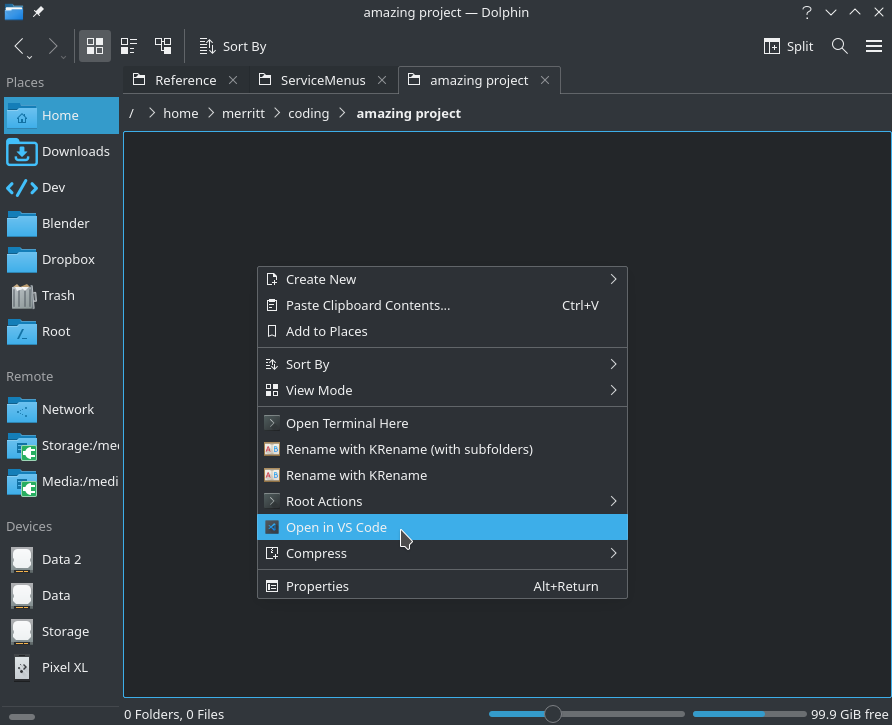 amazing project — Dolphin
Sort By
Split
Places
Home
Downloads
Dev
Blender
Dropbox
Trash
Root
Remote
Network
Storage:/me
Media:/medi
Devices
Data 2
Data
Storage
Pixel XL
Reference
ServiceMenus
amazing project
/ > home > merritt > coding > amazing project
Create New
Paste Clipboard Contents... Ctrl+V
Add to Places
Sort By
View Mode
Open Terminal Here
Rename with KRename (with subfolders)
Rename with KRename
Root Actions
Open in VS Code
Compress
Properties Alt+Return
0 Folders, 0 Files
99.9 GiB free